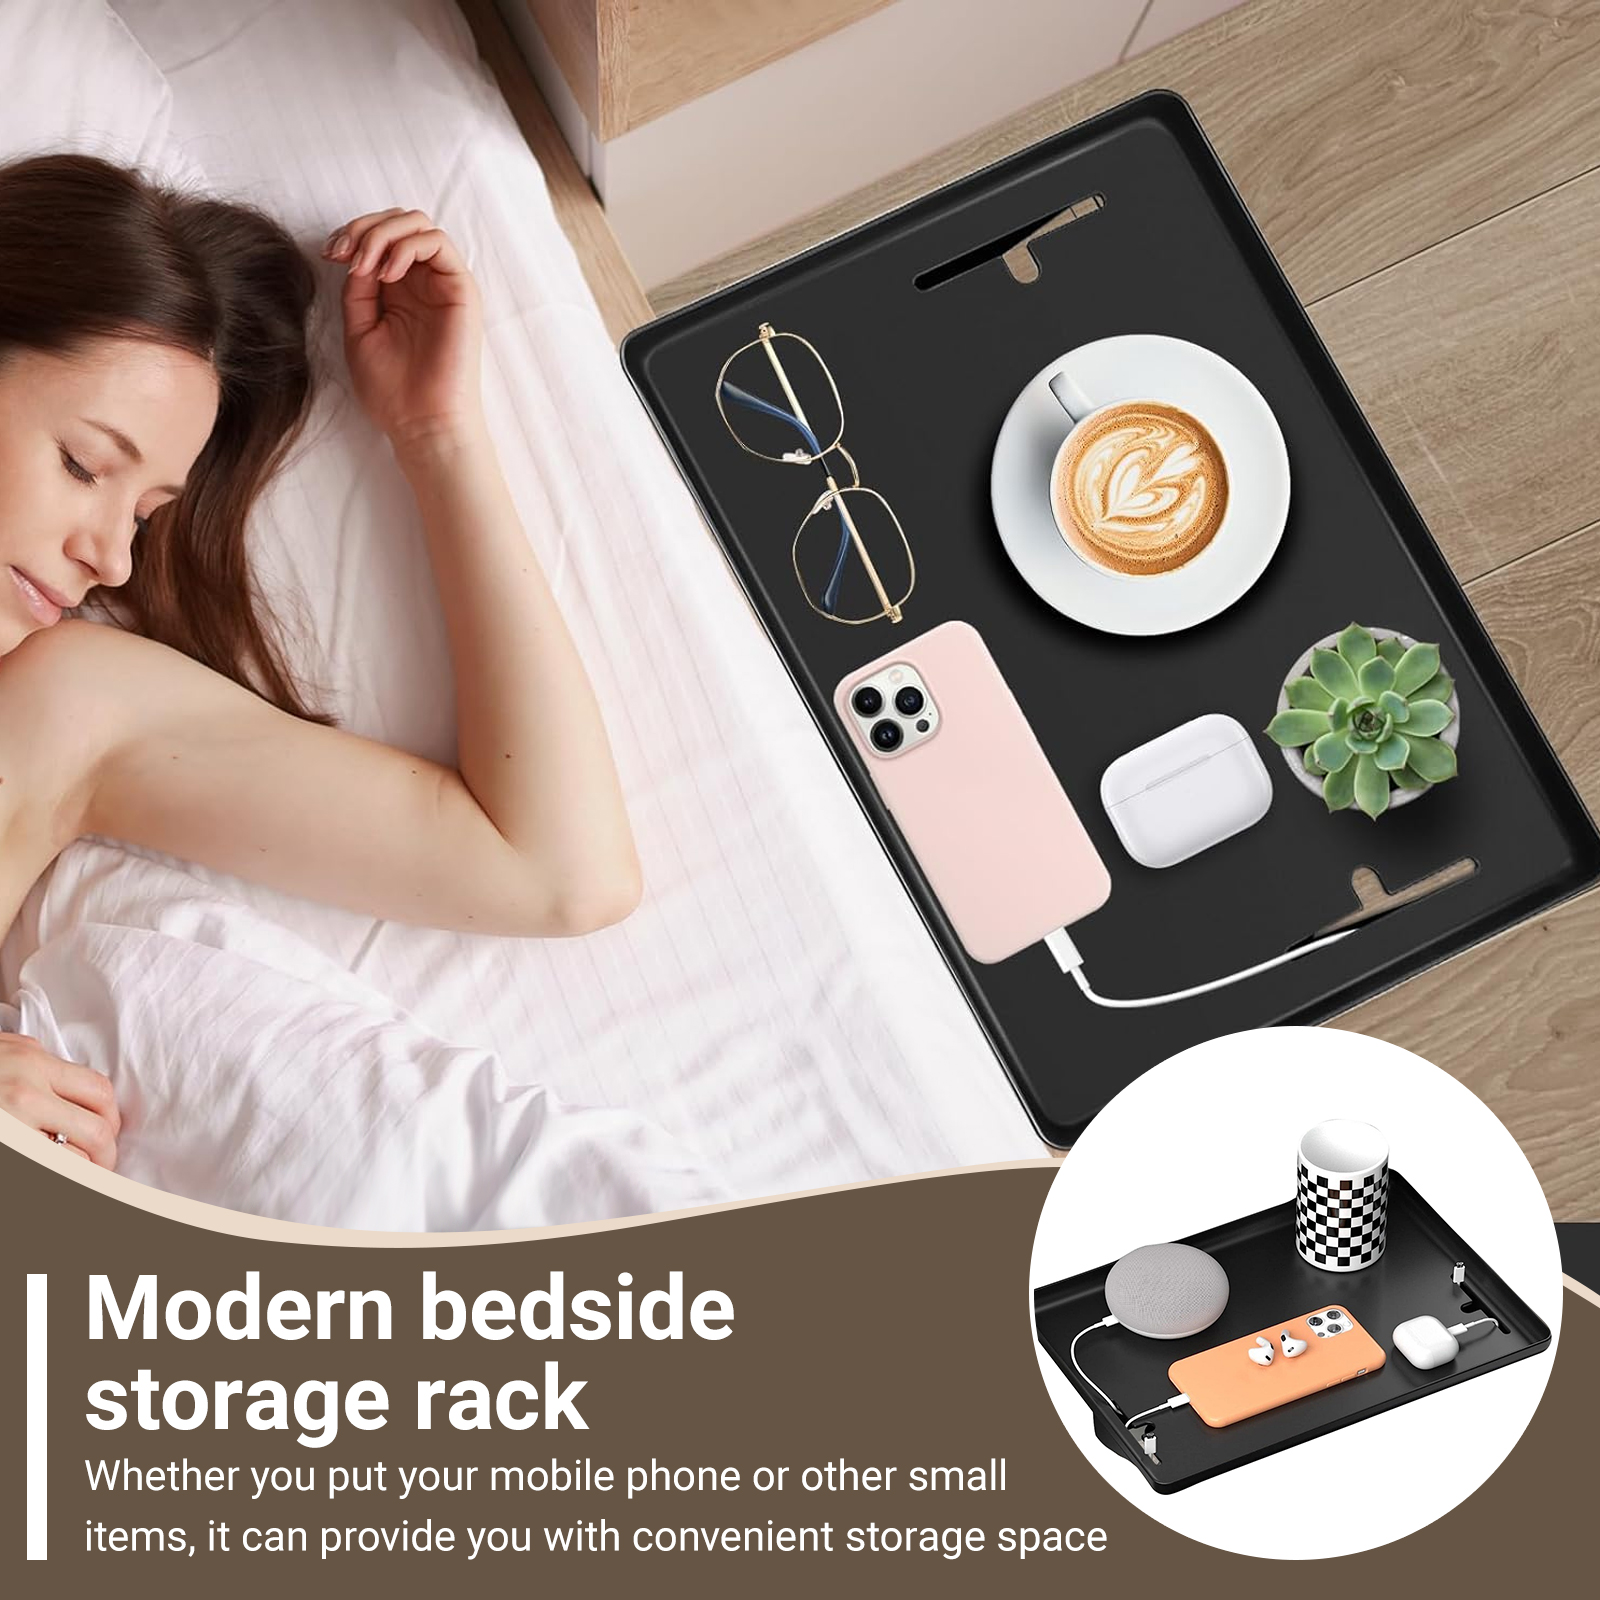 Modern bedside
storage rack
Whether you put your mobile phone or other small
items, it can provide you with convenient storage space